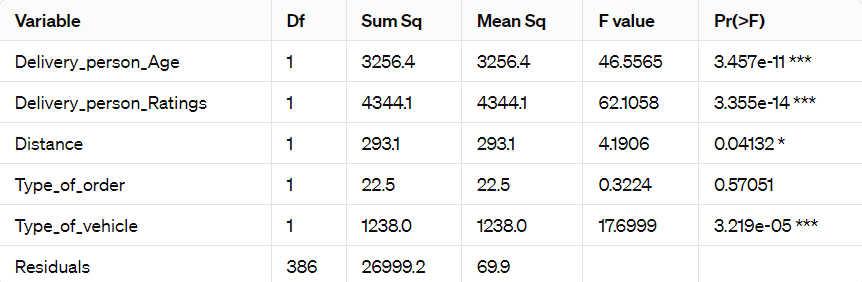 Variable Df Sum Sq Mean Sq F value Pr(>F)
Delivery_person_Age 1 3256.4 3256.4 46.5565 3.457e-11 ***
Delivery_person_Ratings 1 4344.1 4344.1 62.1058 3.355e-14 ***
Distance 1 293.1 293.1 4.1906 0.04132 *
Type_of_order 1 22.5 22.5 0.3224 0.57051
Type_of_vehicle 1 1238.0 1238.0 17.6999 3.219e-05 ***
Residuals 386 26999.2 69.9